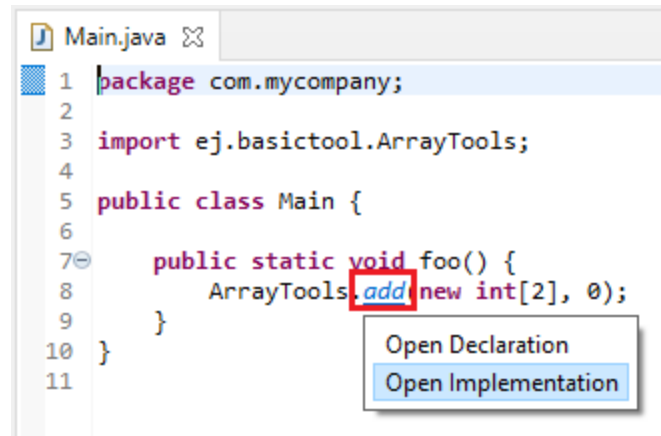 Main.java
1 package com.mycompany;
2
3 import ej.basictool.ArrayTools;
4
5 public class Main {
6
7 public static void foo() {
8 ArrayTools.add(new int[2], 0);
9 }
10 }
11
Open Declaration
Open Implementation